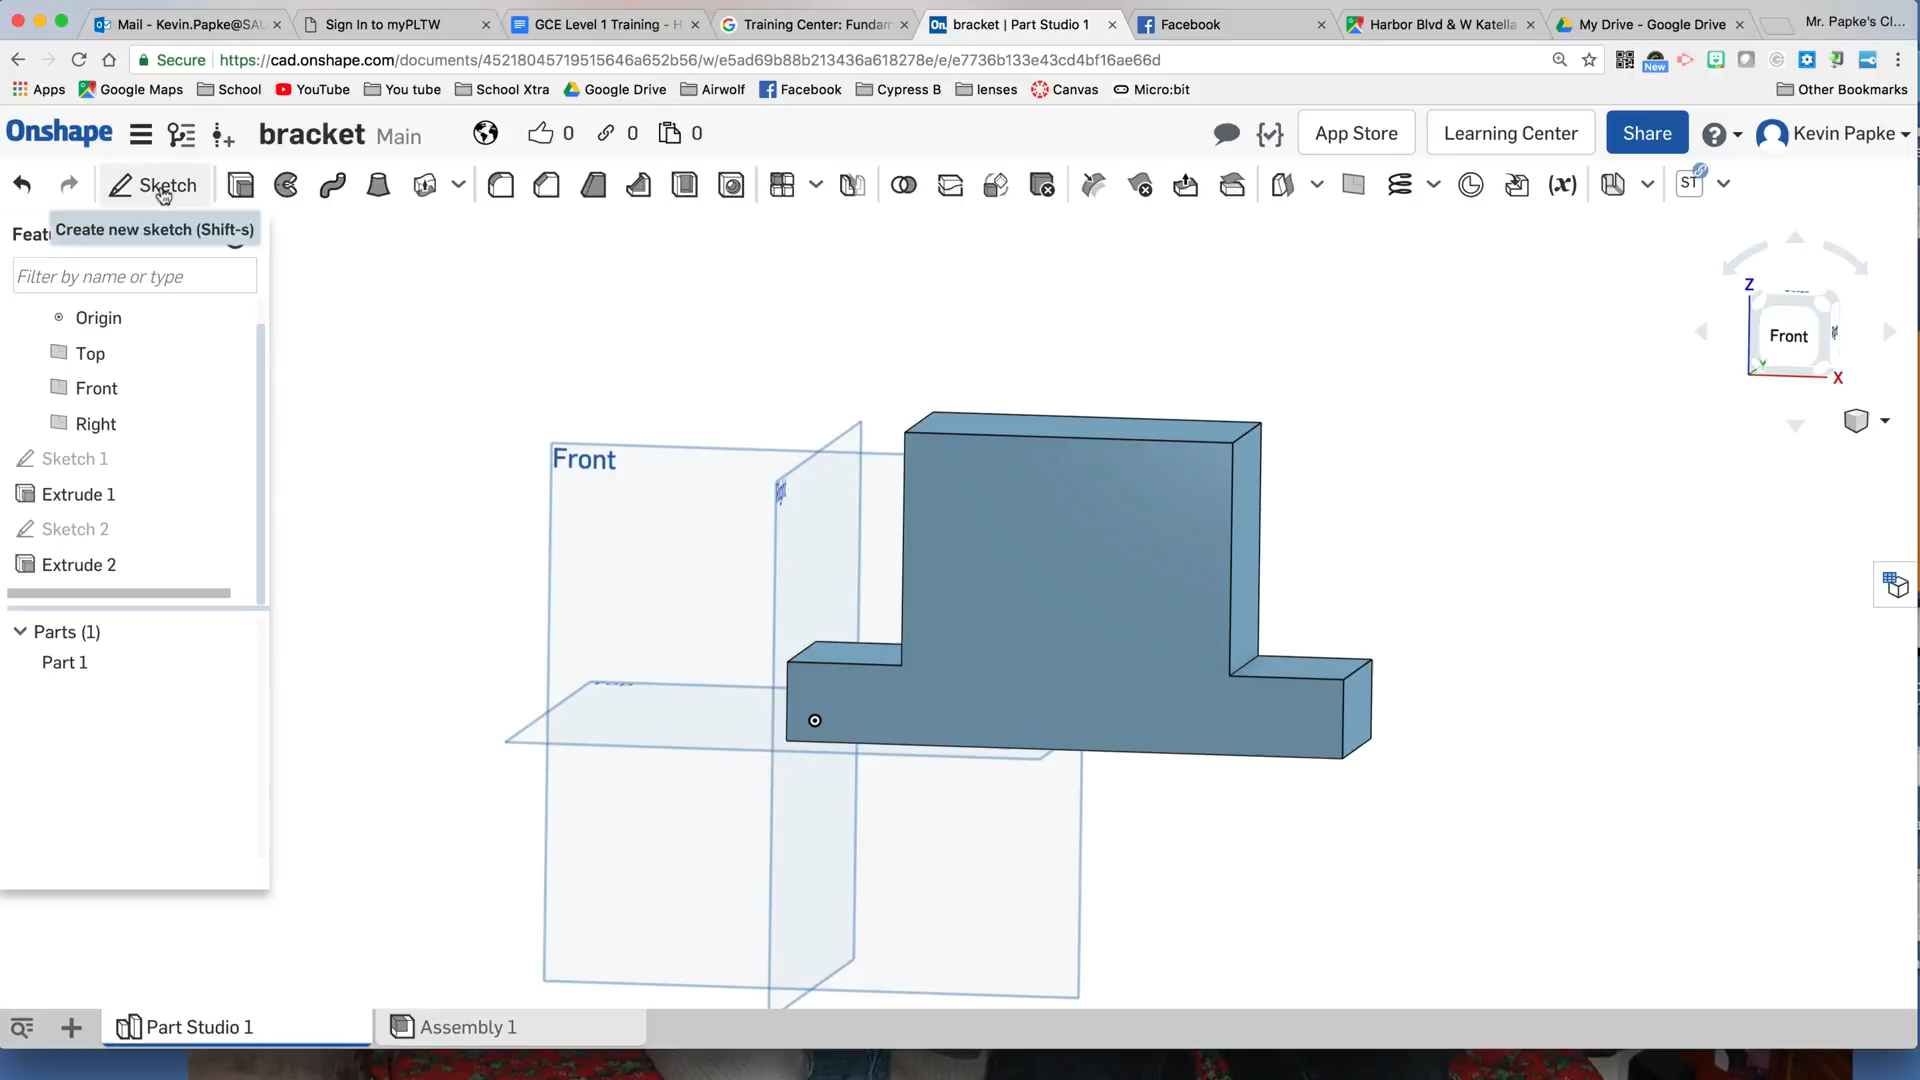 Mail - Kevin.Papke@SAU
Sign In to myPLTW
GCE Level 1 Training - H
Training Center: Fundam
bracket | Part Studio 1
Facebook
Harbor Blvd & W Katella
My Drive - Google Drive
Mr. Papke's Cl...
Secure
https://cad.onshape.com/documents/45218045719515646a652b56/w/e5ad69b88b213436a618278e/e/e7736b133e43cd4bf16ae66d
New
Apps
Google Maps
School
YouTube
You tube
School Xtra
Google Drive
Airwolf
Facebook
Cypress B
lenses
Canvas
Micro:bit
Other Bookmarks
Onshape
bracket Main
0
0
0
App Store
Learning Center
Share
Kevin Papke
Sketch
(x)
ST
Create new sketch (Shift-s)
Featu
Filter by name or type
Origin
Top
Front
Right
Sketch 1
Extrude 1
Sketch 2
Extrude 2
Parts (1)
Part 1
Front
Right
Z
Front
Y
X
Part Studio 1
Assembly 1